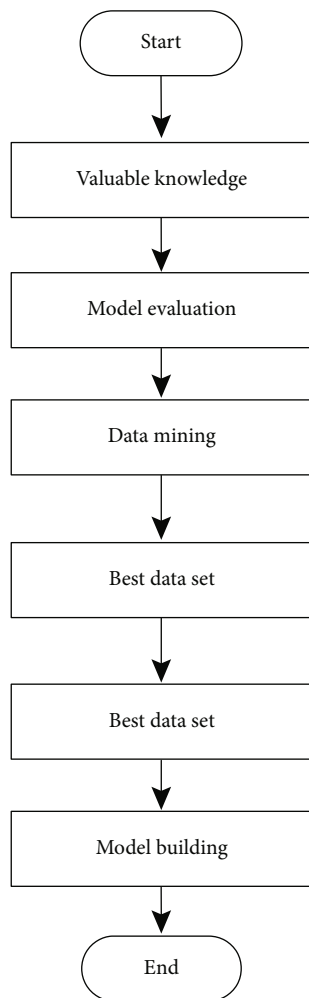 Start
Valuable knowledge
Model evaluation
Data mining
Best data set
Best data set
Model building
End